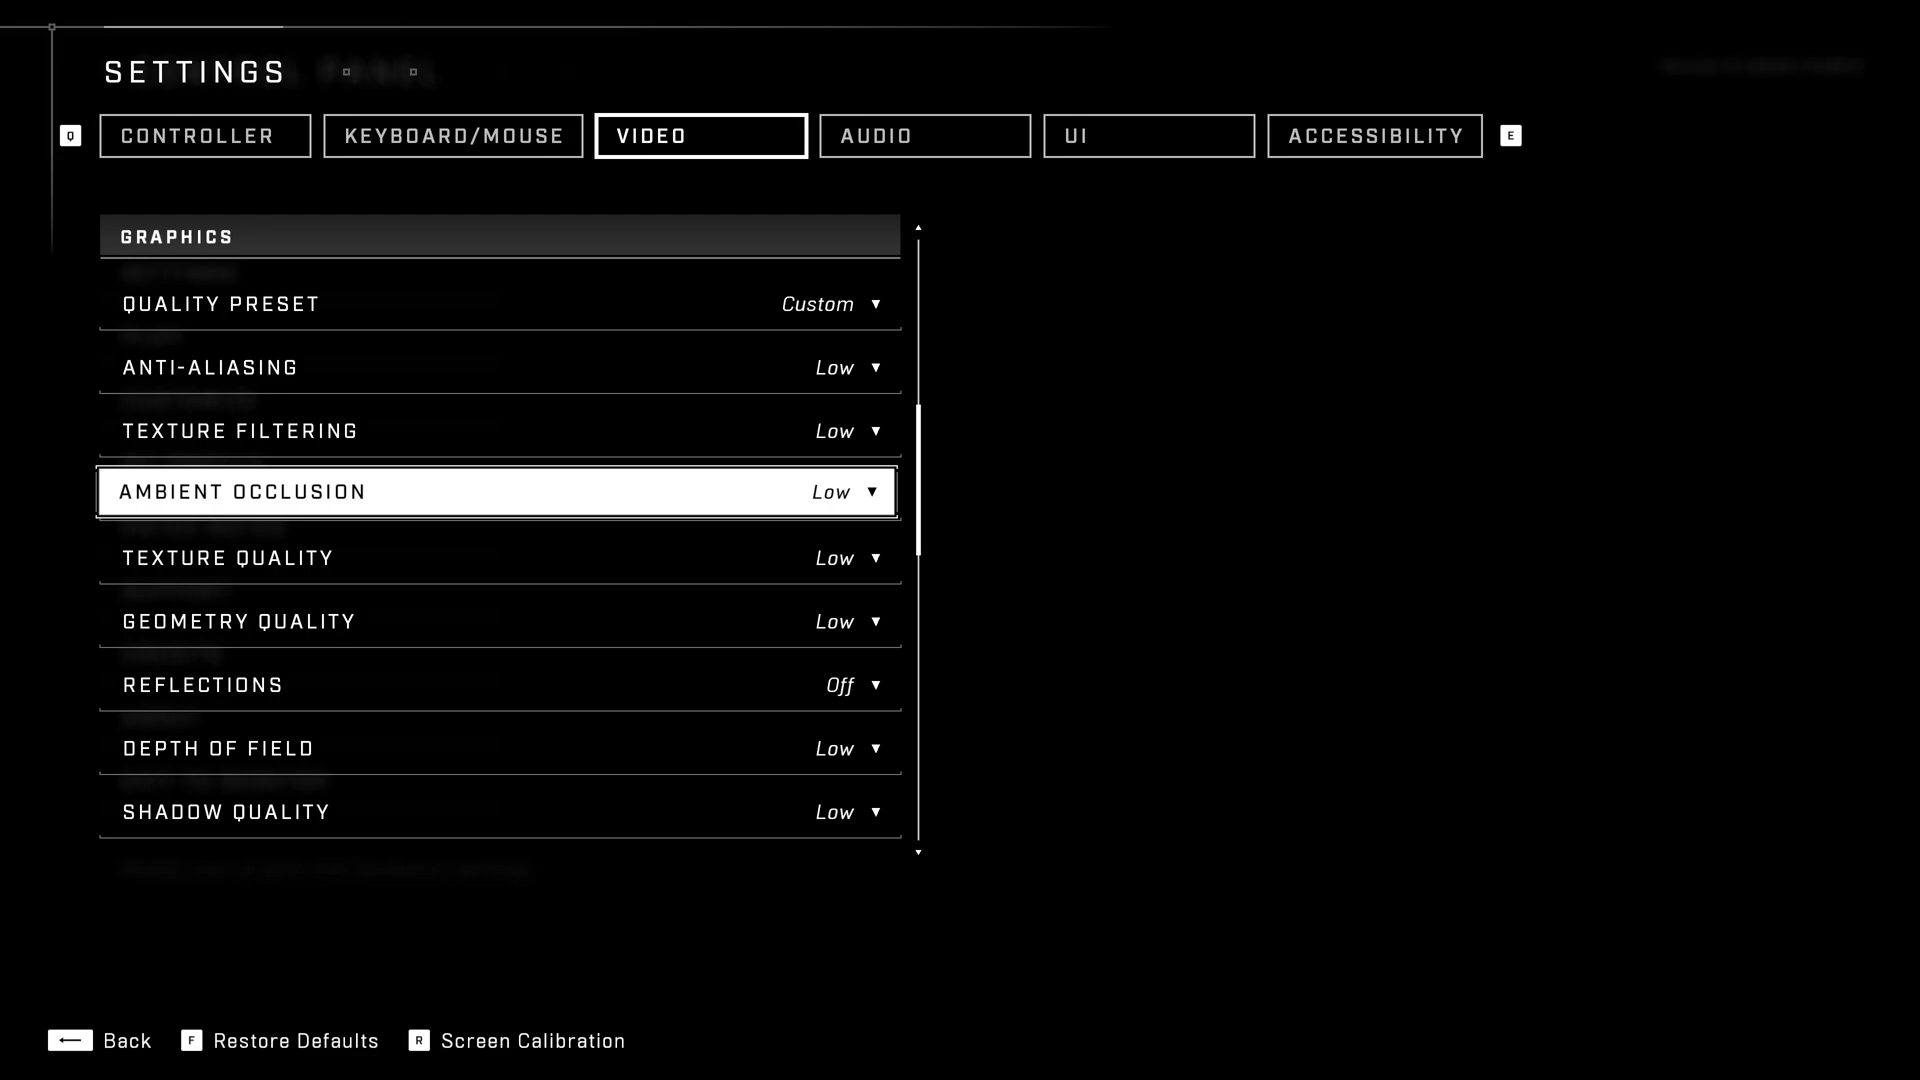 SETTINGS
Q CONTROLLER KEYBOARD/MOUSE VIDEO AUDIO UI ACCESSIBILITY E
GRAPHICS
QUALITY PRESET Custom
ANTI-ALIASING Low
TEXTURE FILTERING Low
AMBIENT OCCLUSION Low
TEXTURE QUALITY Low
GEOMETRY QUALITY Low
REFLECTIONS Off
DEPTH OF FIELD Low
SHADOW QUALITY Low
Back F Restore Defaults R Screen Calibration